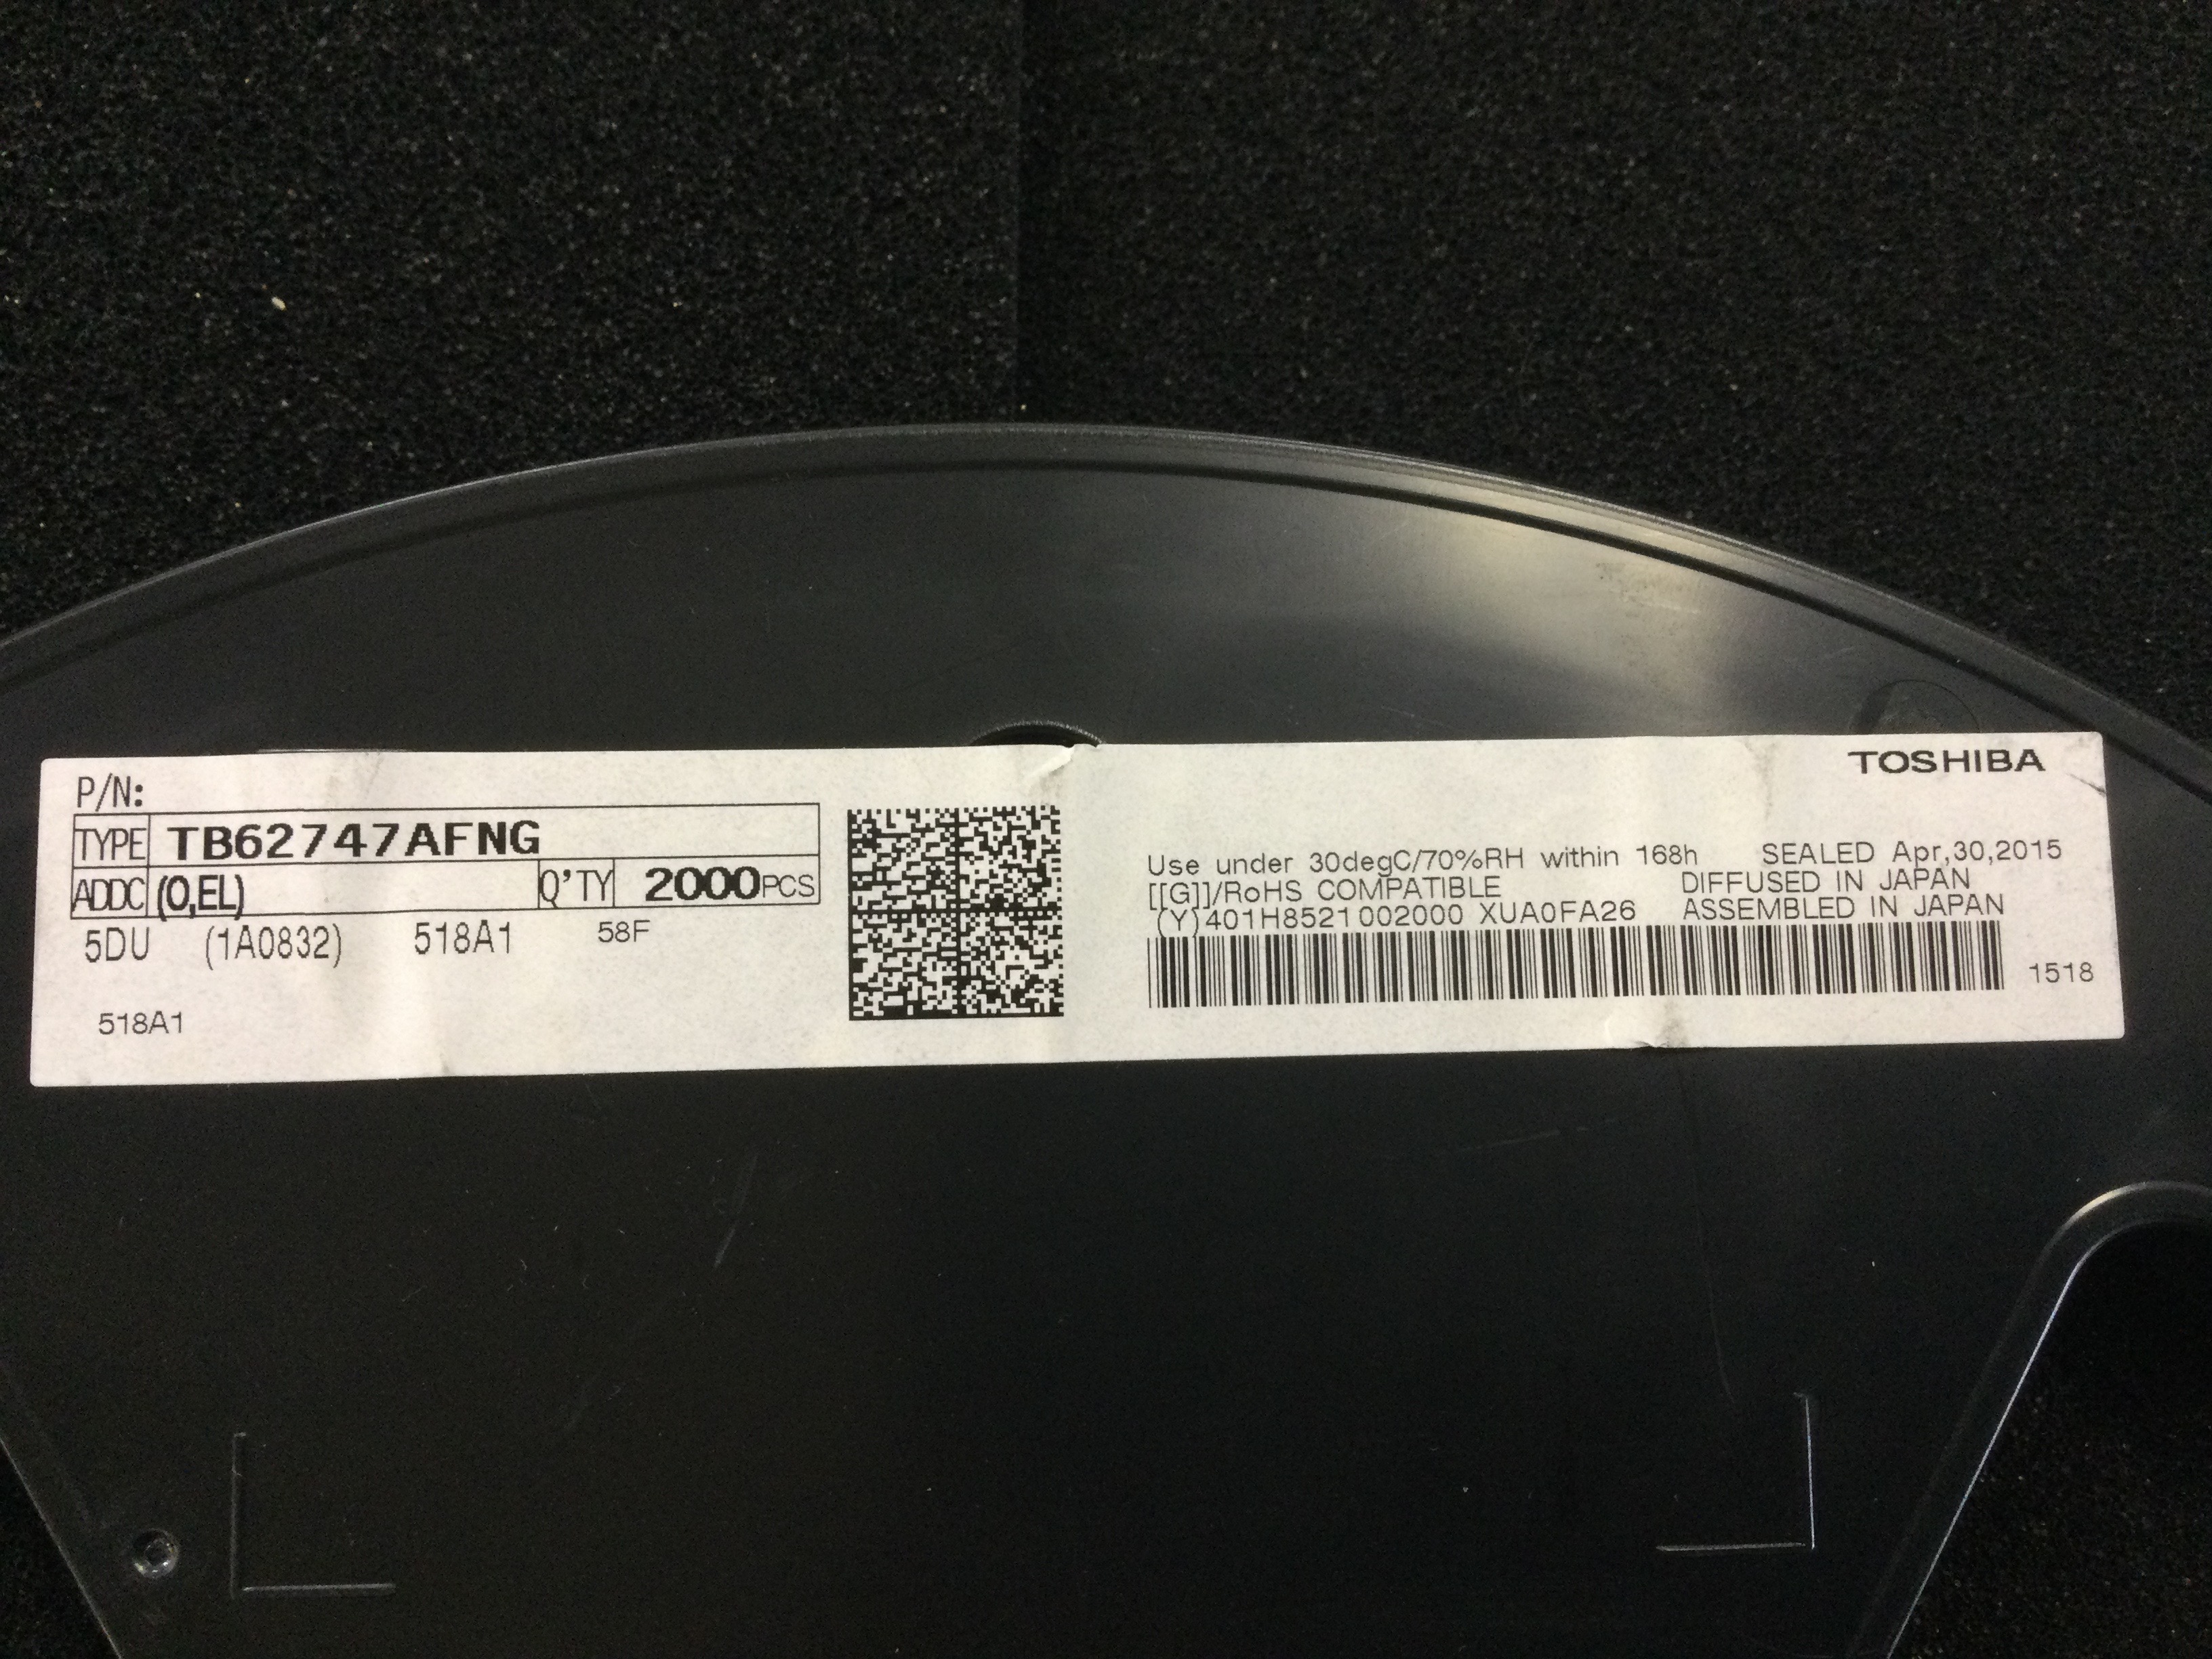 P/N:
TYPE TB62747AFNG
ADDC (O,EL) Q'TY 2000PCS
5DU (1A0832) 518A1 58F
518A1
TOSHIBA
Use under 30degC/70%RH within 168h SEALED Apr,30,2015
[[G]]/RoHS COMPATIBLE DIFFUSED IN JAPAN
(Y)401H8521002000 XUA0FA26 ASSEMBLED IN JAPAN
1518